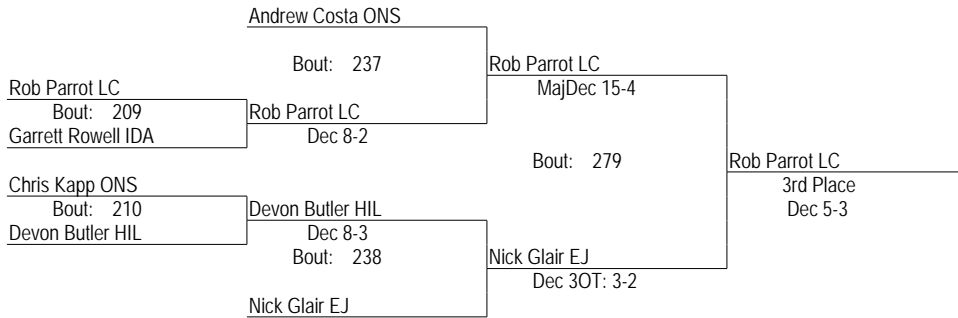 Andrew Costa ONS
Bout: 237
Rob Parrot LC
MajDec 15-4
Rob Parrot LC
Bout: 209
Garrett Rowell IDA
Rob Parrot LC
Dec 8-2
Bout: 279
Rob Parrot LC
3rd Place
Dec 5-3
Chris Kapp ONS
Bout: 210
Devon Butler HIL
Devon Butler HIL
Dec 8-3
Bout: 238
Nick Glair EJ
Dec 3OT: 3-2
Nick Glair EJ